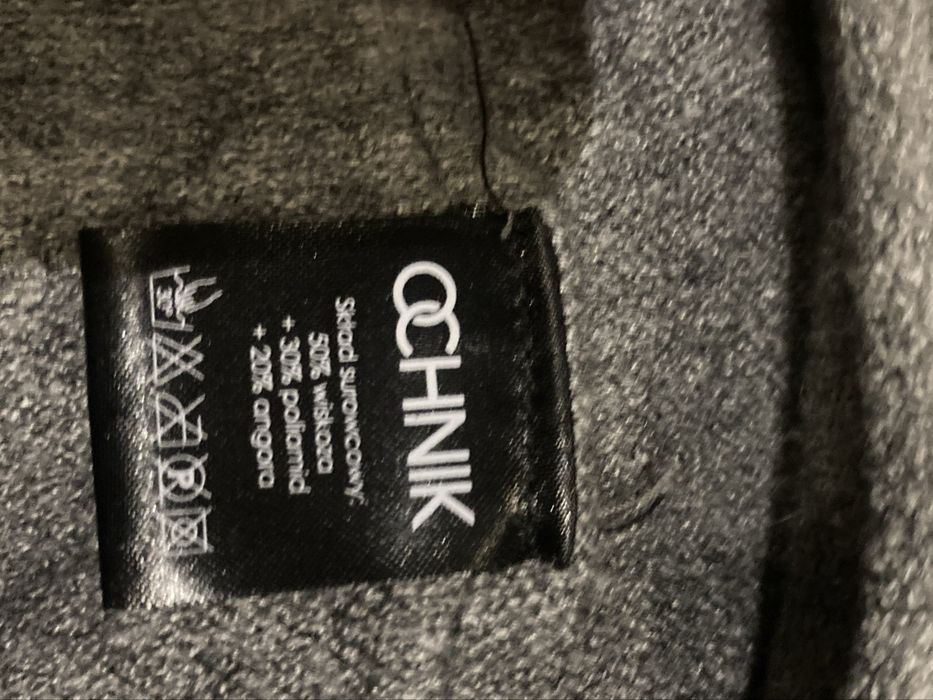 OCHNIK
Skład surowcowy:
50% wiskoza
+ 30% poliamid
+ 20% angora
P